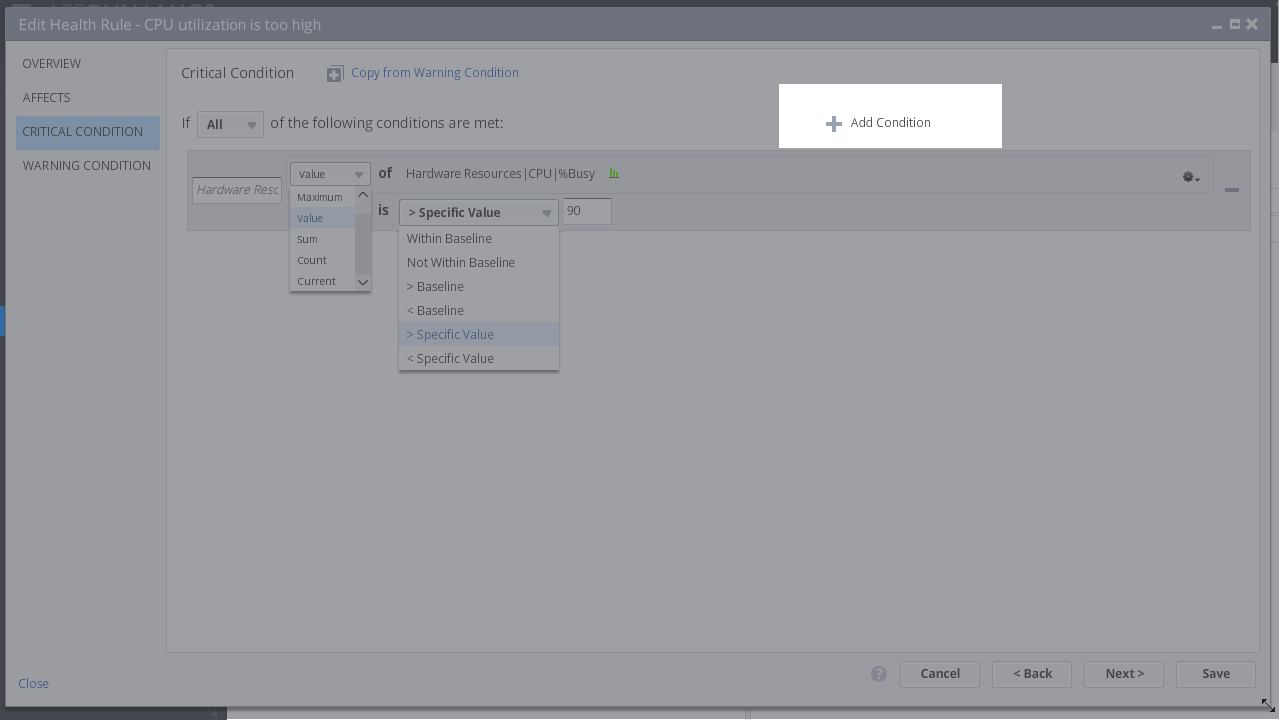 Edit Health Rule - CPU utilization is too high
OVERVIEW
AFFECTS
CRITICAL CONDITION
WARNING CONDITION
Critical Condition
Copy from Warning Condition
If All of the following conditions are met:
Add Condition
Value of Hardware Resources|CPU|%Busy
Hardware Resc
is > Specific Value 90
Maximum
Value
Sum
Count
Current
Within Baseline
Not Within Baseline
> Baseline
< Baseline
> Specific Value
< Specific Value
Close
? Cancel < Back Next > Save